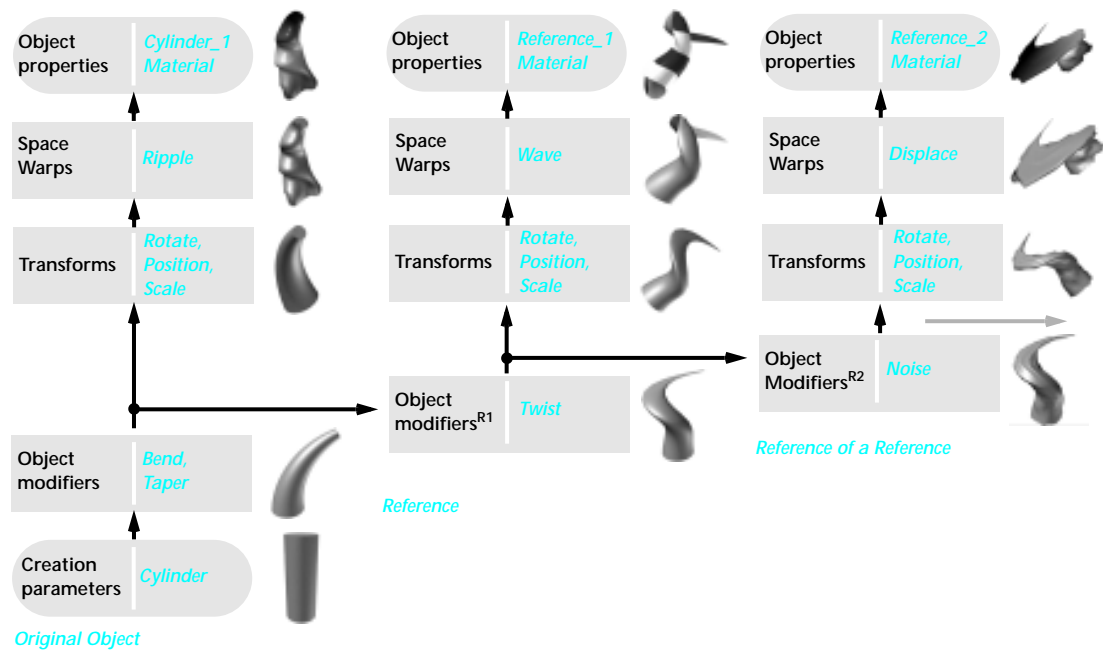 Object
properties
Cylinder_1
Material
Space
Warps
Ripple
Transforms
Rotate,
Position,
Scale
Object
modifiers
Bend,
Taper
Creation
parameters
Cylinder
Original Object
Object
properties
Reference_1
Material
Space
Warps
Wave
Transforms
Rotate,
Position,
Scale
Object
modifiersR1
Twist
Reference
Object
properties
Reference_2
Material
Space
Warps
Displace
Transforms
Rotate,
Position,
Scale
Object
ModifiersR2
Noise
Reference of a Reference